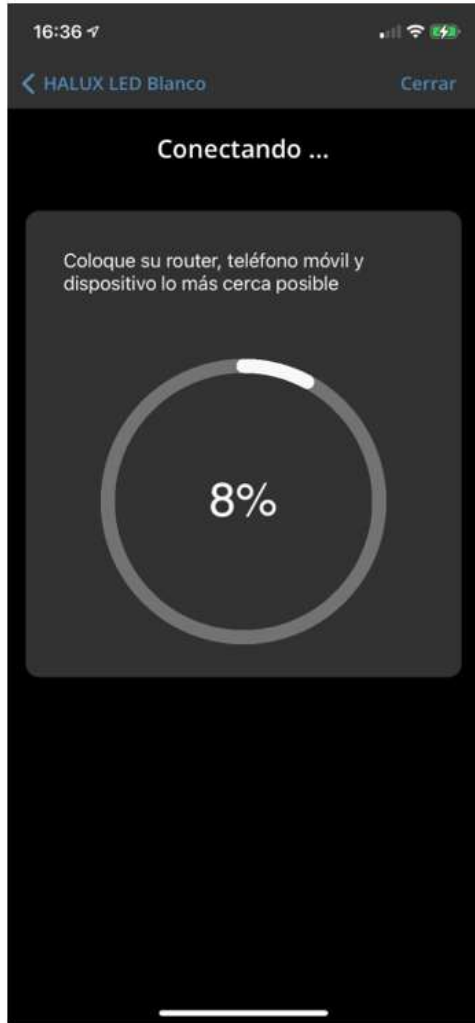 16:36
HALUX LED Blanco
Cerrar
Conectando ...
Coloque su router, teléfono móvil y
dispositivo lo más cerca posible
8%